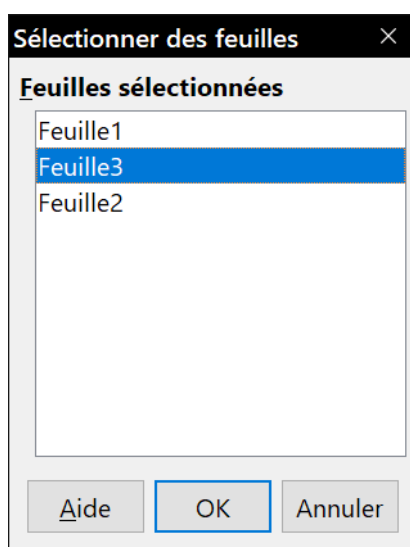 Sélectionner des feuilles
Feuilles sélectionnées
Feuille1
Feuille3
Feuille2
Aide OK Annuler